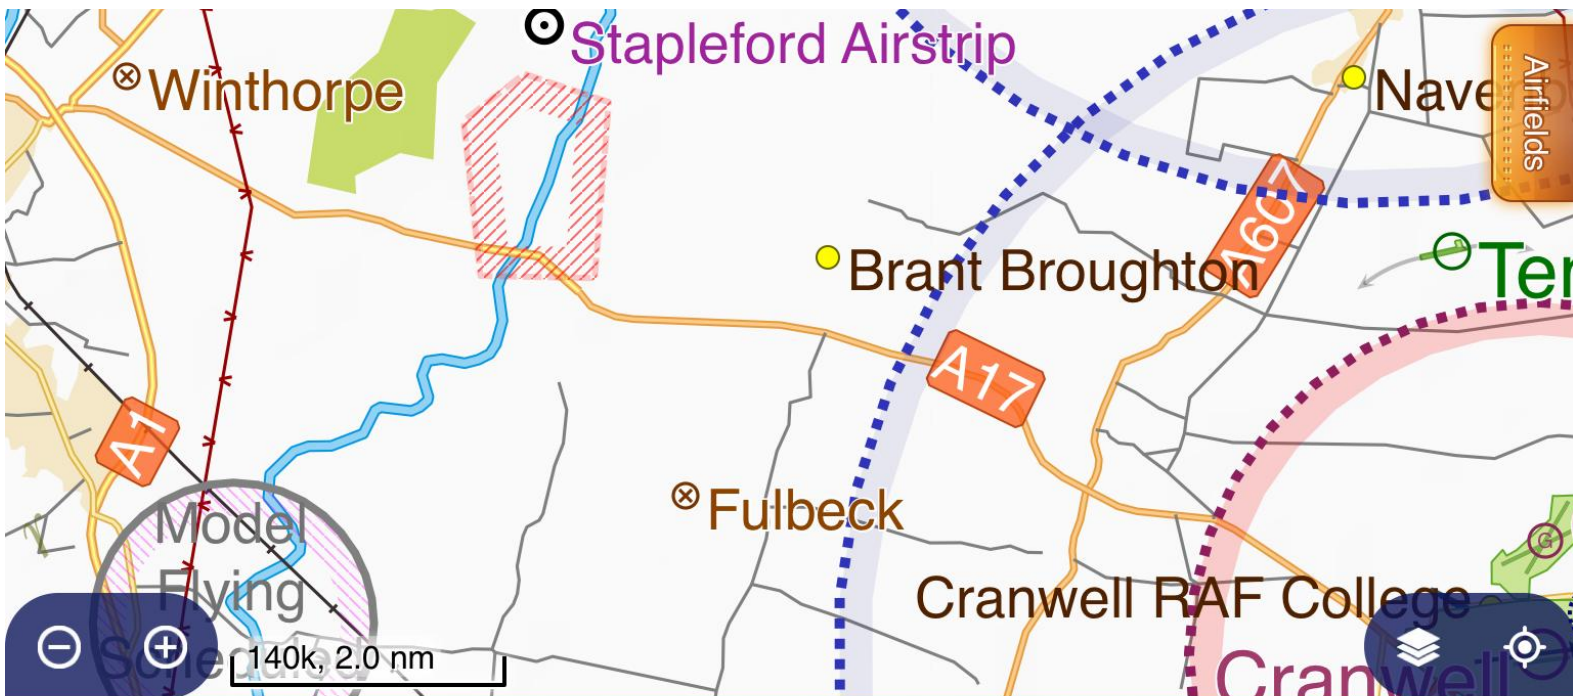 Stapleford Airstrip
Winthorpe
Airfields
A607
Brant Broughton
A17
A1
Fulbeck
Model
Flying
Cranwell RAF College
G
140k, 2.0 nm
Cranwell